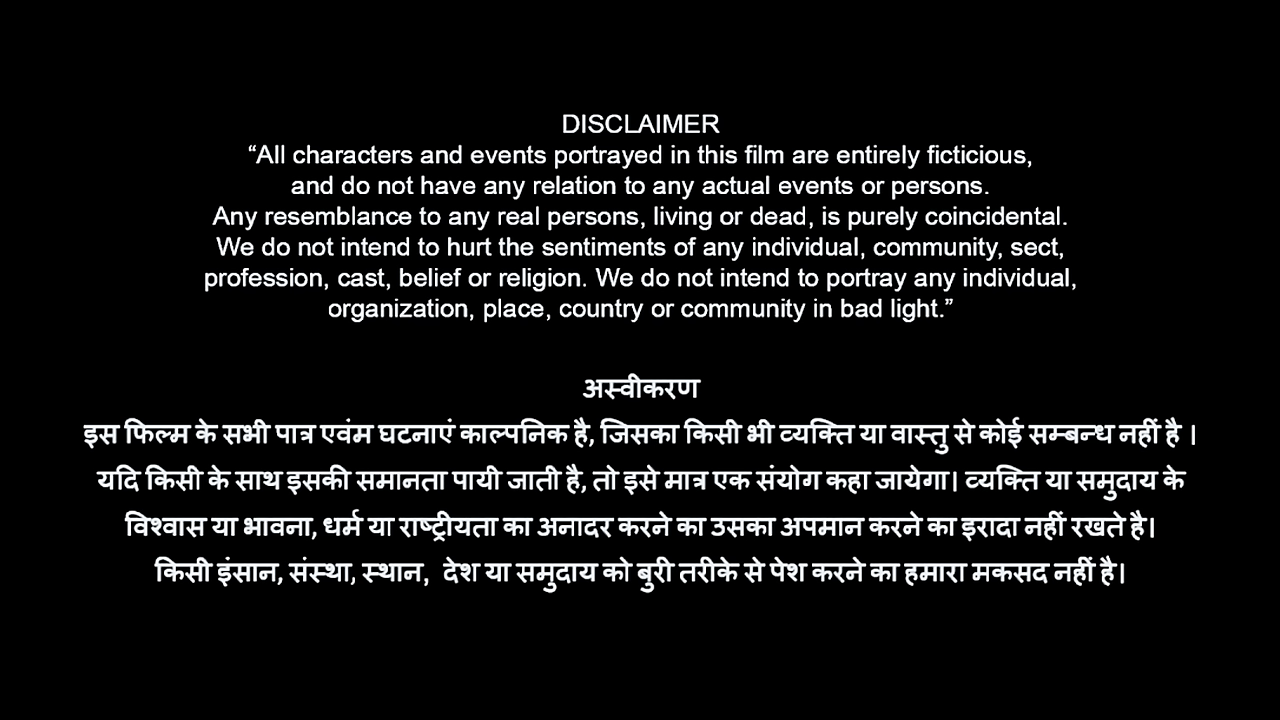 DISCLAIMER
“All characters and events portrayed in this film are entirely ficticious,
and do not have any relation to any actual events or persons.
Any resemblance to any real persons, living or dead, is purely coincidental.
We do not intend to hurt the sentiments of any individual, community, sect,
profession, cast, belief or religion. We do not intend to portray any individual,
organization, place, country or community in bad light.”
अस्वीकरण
इस फिल्म के सभी पात्र एवंम घटनाएं काल्पनिक है, जिसका किसी भी व्यक्ति या वास्तु से कोई सम्बन्ध नहीं है ।
यदि किसी के साथ इसकी समानता पायी जाती है, तो इसे मात्र एक संयोग कहा जायेगा। व्यक्ति या समुदाय के
विश्वास या भावना, धर्म या राष्ट्रीयता का अनादर करने का उसका अपमान करने का इरादा नहीं रखते है।
किसी इंसान, संस्था, स्थान, देश या समुदाय को बुरी तरीके से पेश करने का हमारा मकसद नहीं है।